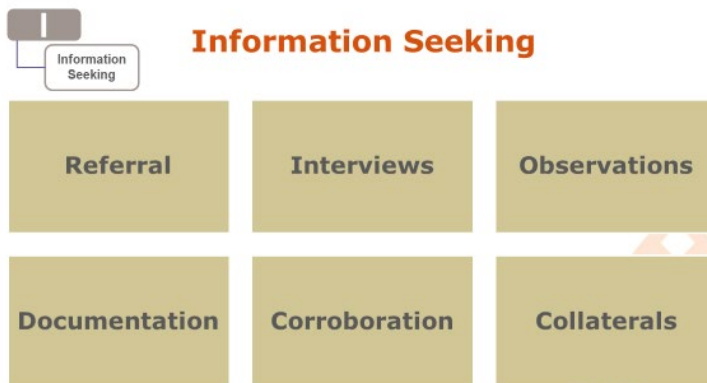 I
Information
Seeking
Information Seeking
Referral
Interviews
Observations
Documentation
Corroboration
Collaterals